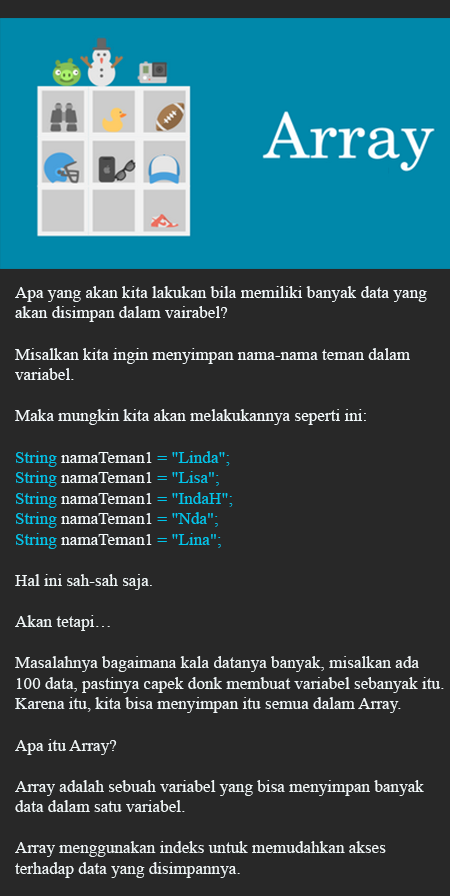 Array
Apa yang akan kita lakukan bila memiliki banyak data yang
akan disimpan dalam vairabel?
Misalkan kita ingin menyimpan nama-nama teman dalam
variabel.
Maka mungkin kita akan melakukannya seperti ini:
String namaTeman1 = "Linda";
String namaTeman1 = "Lisa";
String namaTeman1 = "IndaH";
String namaTeman1 = "Nda";
String namaTeman1 = "Lina";
Hal ini sah-sah saja.
Akan tetapi…
Masalahnya bagaimana kala datanya banyak, misalkan ada
100 data, pastinya capek donk membuat variabel sebanyak itu.
Karena itu, kita bisa menyimpan itu semua dalam Array.
Apa itu Array?
Array adalah sebuah variabel yang bisa menyimpan banyak
data dalam satu variabel.
Array menggunakan indeks untuk memudahkan akses
terhadap data yang disimpannya.